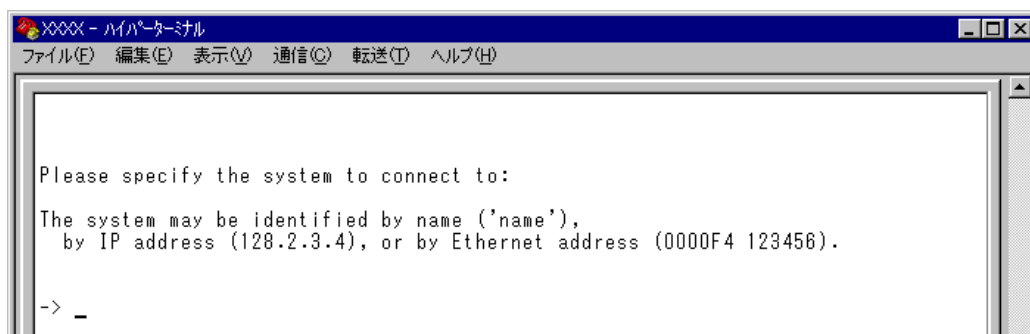 XXXX - ハイパーターミナル
ファイル(F) 編集(E) 表示(V) 通信(C) 転送(T) ヘルプ(H)
Please specify the system to connect to:
The system may be identified by name ('name'),
by IP address (128.2.3.4), or by Ethernet address (0000F4 123456).
-> _